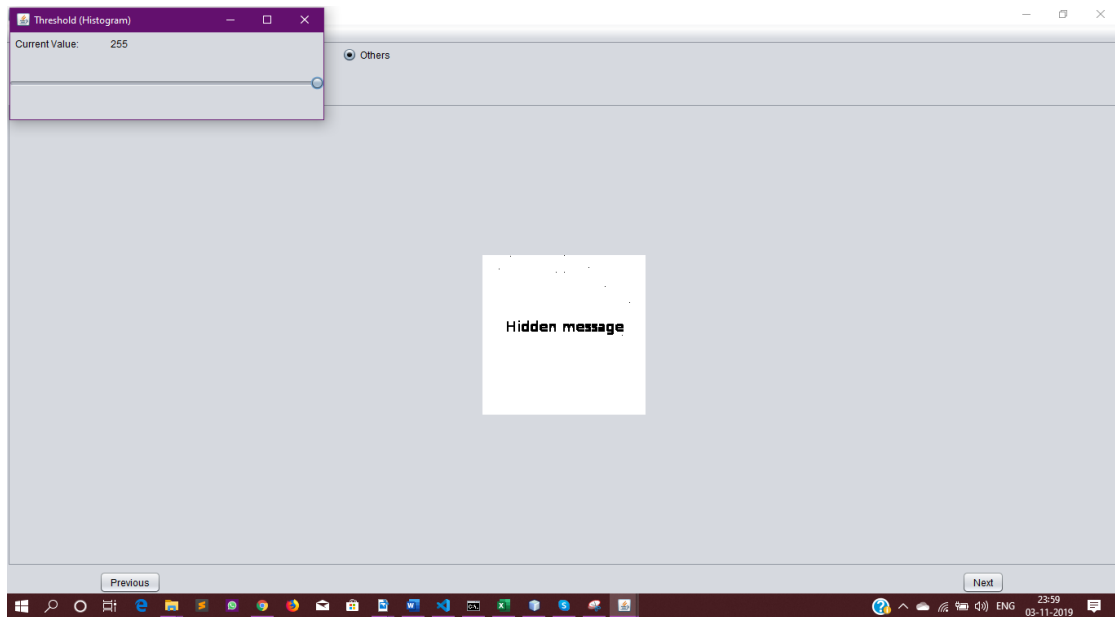 Threshold (Histogram)
Current Value: 255
Others
Hidden message
Previous
Next
ENG
23:59
03-11-2019